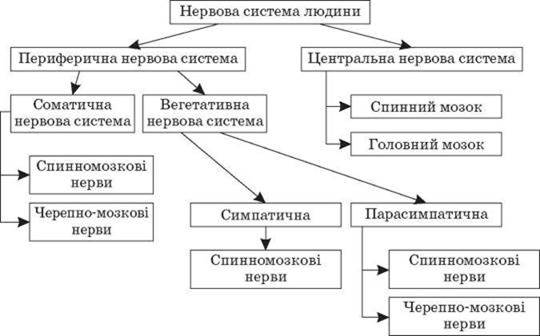 Нервова система людини
Периферична нервова система
Центральна нервова система
Соматична
нервова система
Вегетативна
нервова система
Спинний мозок
Головний мозок
Спинномозкові
нерви
Черепно-мозкові
нерви
Симпатична
Парасимпатична
Спинномозкові
нерви
Спинномозкові
нерви
Черепно-мозкові
нерви